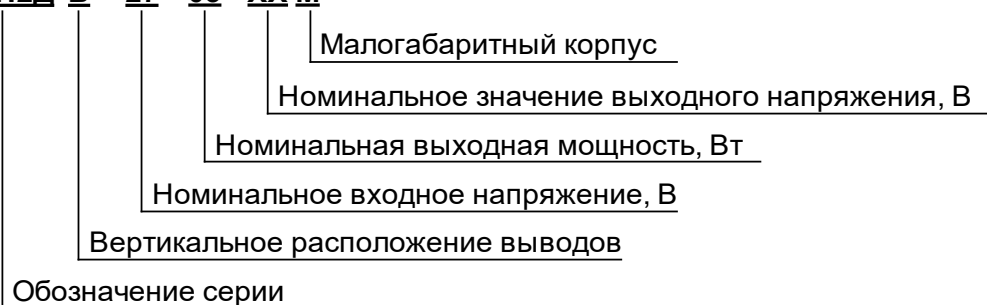 Малогабаритный корпус
Номинальное значение выходного напряжения, В
Номинальная выходная мощность, Вт
Номинальное входное напряжение, В
Вертикальное расположение выводов
Обозначение серии